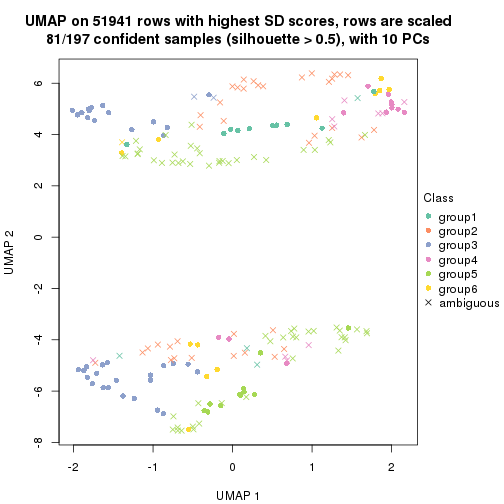 UMAP on 51941 rows with highest SD scores, rows are scaled
81/197 confident samples (silhouette > 0.5), with 10 PCs
6
4
2
0
-2
-4
-6
-8
UMAP 2
-2
-1
0
1
2
UMAP 1
Class
group1
group2
group3
group4
group5
group6
ambiguous